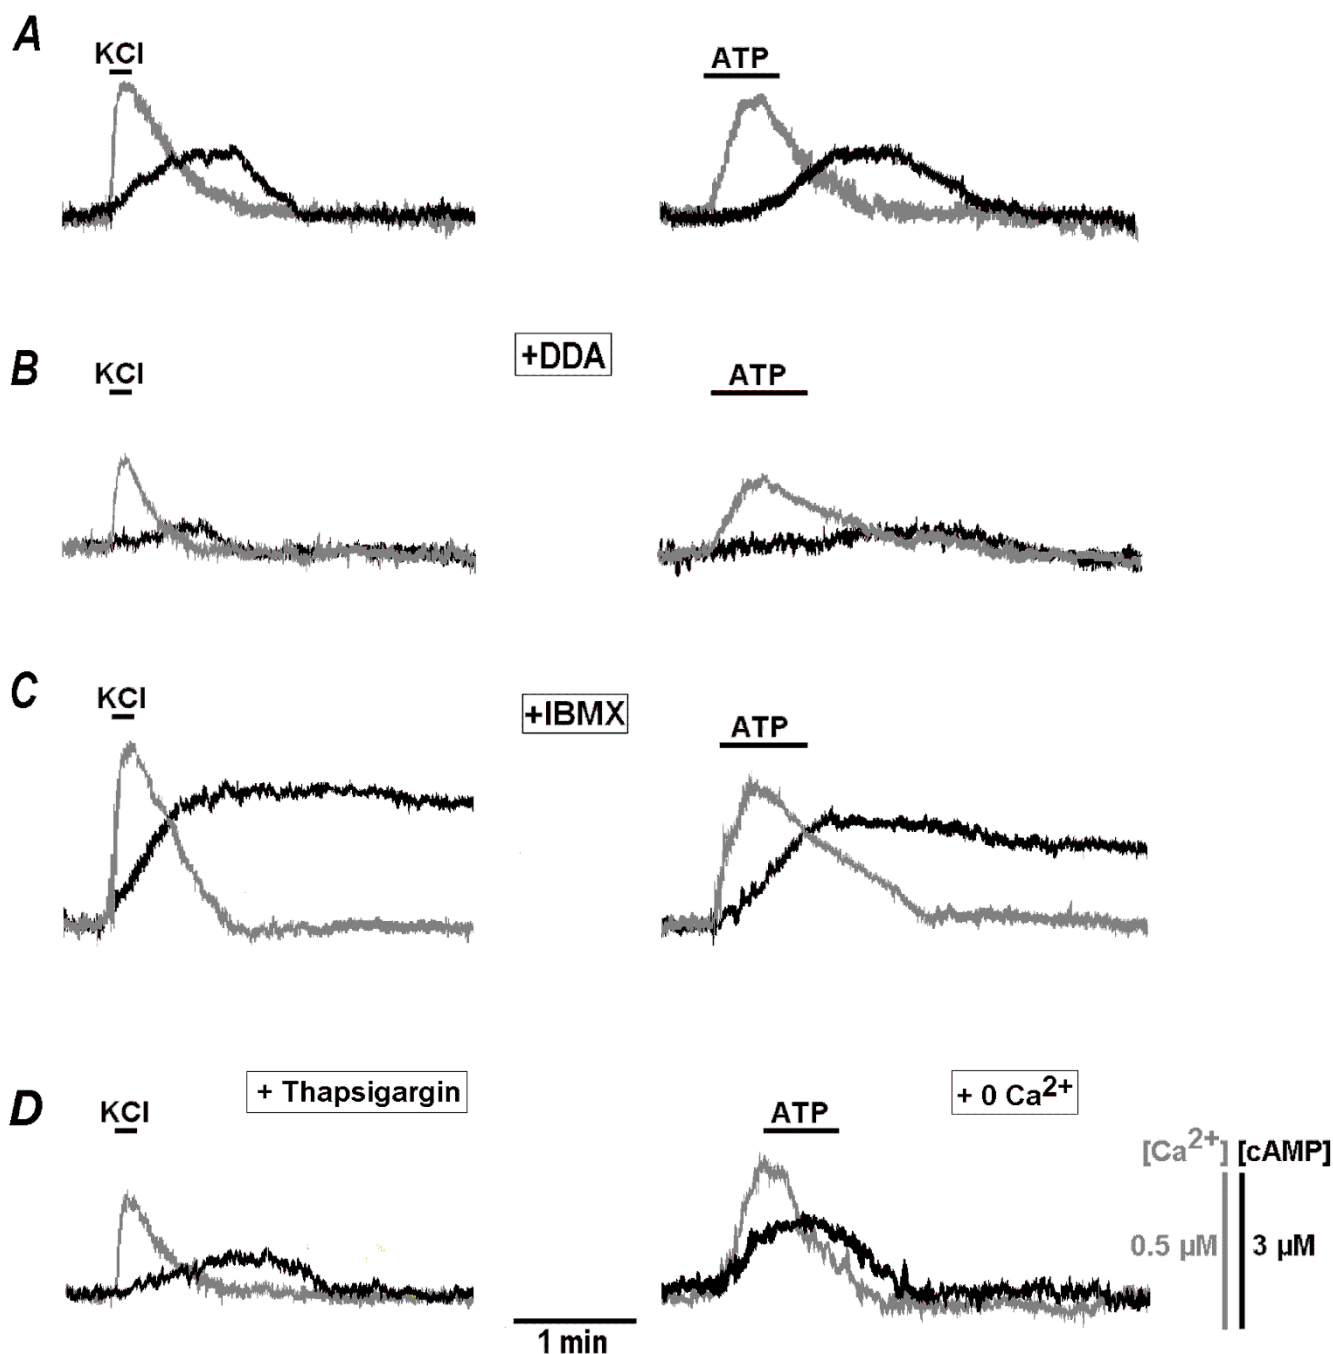 A
KCl
ATP
B
KCl
+DDA
ATP
C
KCl
+IBMX
ATP
D
KCl
+ Thapsigargin
ATP
+ 0 Ca²⁺
[Ca²⁺] [cAMP]
0.5 µM 3 µM
1 min